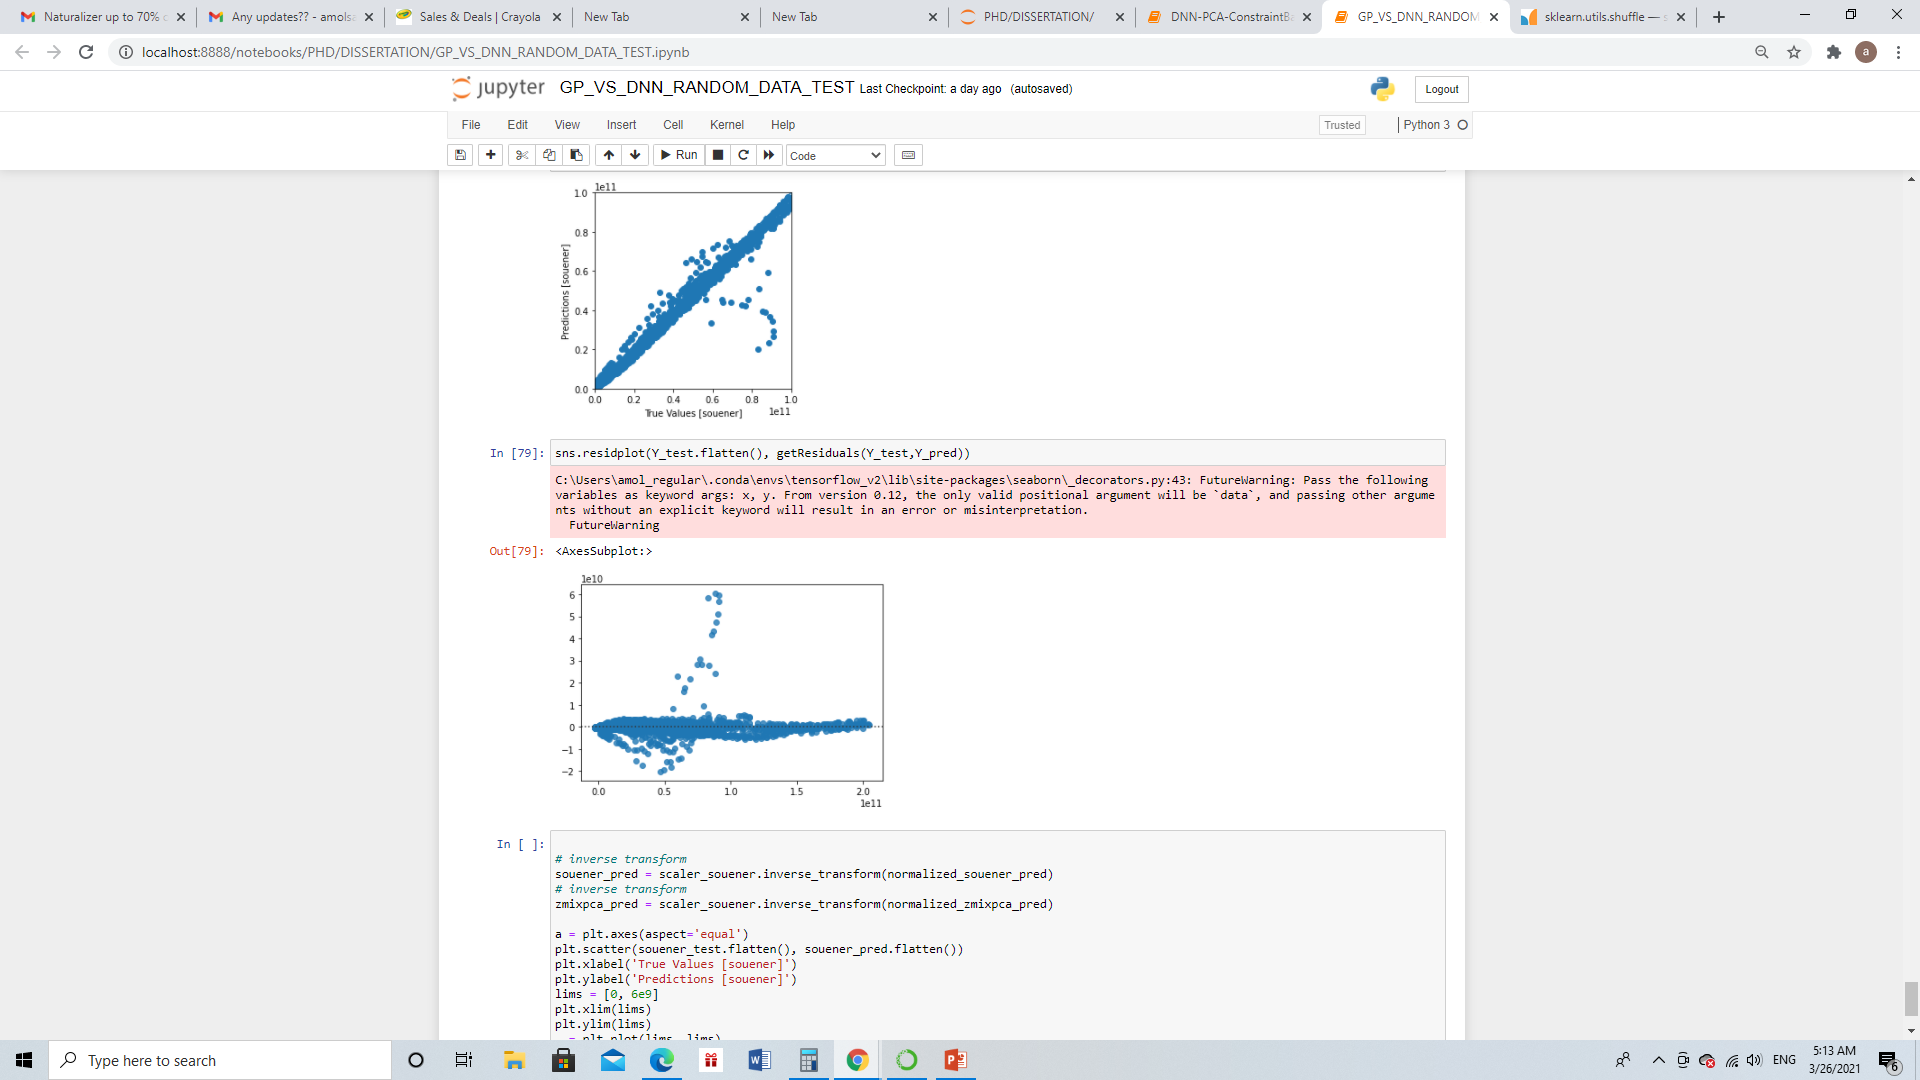 Naturalizer up to 70%
Any updates?? - amols
Sales & Deals | Crayola
New Tab
New Tab
PHD/DISSERTATION/
DNN-PCA-ConstraintBa
GP_VS_DNN_RANDOM
sklearn.utils.shuffle — s
localhost:8888/notebooks/PHD/DISSERTATION/GP_VS_DNN_RANDOM_DATA_TEST.ipynb
a
jupyter GP_VS_DNN_RANDOM_DATA_TEST Last Checkpoint: a day ago (autosaved)
Logout
File Edit View Insert Cell Kernel Help
Trusted
Python 3
Run
Code
1e11
1.0
0.8
0.6
0.4
0.2
0.0
Predictions [souener]
0.0 0.2 0.4 0.6 0.8 1.0
True Values [souener]
1e11
In [79]: sns.residplot(Y_test.flatten(), getResiduals(Y_test,Y_pred))
C:\Users\amol_regular\.conda\envs\tensorflow_v2\lib\site-packages\seaborn\_decorators.py:43: FutureWarning: Pass the following
variables as keyword args: x, y. From version 0.12, the only valid positional argument will be `data`, and passing other argume
nts without an explicit keyword will result in an error or misinterpretation.
FutureWarning
Out[79]: <AxesSubplot:>
1e10
6
5
4
3
2
1
0
−1
−2
0.0 0.5 1.0 1.5 2.0
1e11
In [ ]:
# inverse transform
souener_pred = scaler_souener.inverse_transform(normalized_souener_pred)
# inverse transform
zmixpca_pred = scaler_souener.inverse_transform(normalized_zmixpca_pred)
a = plt.axes(aspect='equal')
plt.scatter(souener_test.flatten(), souener_pred.flatten())
plt.xlabel('True Values [souener]')
plt.ylabel('Predictions [souener]')
lims = [0, 6e9]
plt.xlim(lims)
plt.ylim(lims)
_ = plt.plot(lims, lims)
Type here to search
ENG
5:13 AM
3/26/2021
6